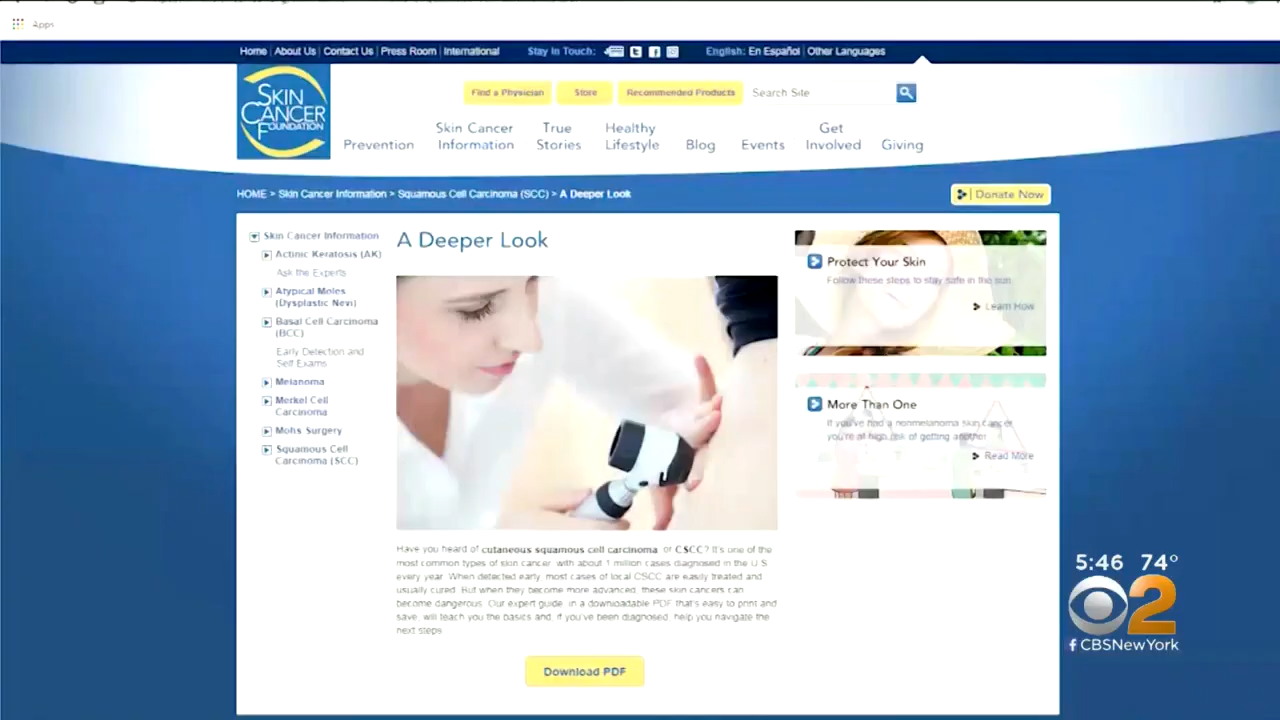 Apps
Home | About Us | Contact Us | Press Room | International
Stay In Touch:
English: En Español | Other Languages
SKIN
CANCER
FOUNDATION
Find a Physician
Store
Recommended Products
Search Site
Prevention
Skin Cancer
Information
True
Stories
Healthy
Lifestyle
Blog
Events
Get
Involved
Giving
HOME > Skin Cancer Information > Squamous Cell Carcinoma (SCC) > A Deeper Look
Donate Now
Skin Cancer Information
Actinic Keratosis (AK)
Ask the Experts
Atypical Moles
(Dysplastic Nevi)
Basal Cell Carcinoma
(BCC)
Early Detection and
Self Exams
Melanoma
Merkel Cell
Carcinoma
Mohs Surgery
Squamous Cell
Carcinoma (SCC)
A Deeper Look
Have you heard of cutaneous squamous cell carcinoma, or CSCC? It's one of the
most common types of skin cancer, with about 1 million cases diagnosed in the U.S.
every year. When detected early, most cases of local CSCC are easily treated and
usually cured. But when they become more advanced, these skin cancers can
become dangerous. Our expert guide, in a downloadable PDF that's easy to print and
save, will teach you the basics and, if you've been diagnosed, help you navigate the
next steps.
Download PDF
Protect Your Skin
Follow these steps to stay safe in the sun.
Learn How
More Than One
If you've had a nonmelanoma skin cancer
you're at high risk of getting another.
Read More
5:46 74°
2
f CBSNewYork